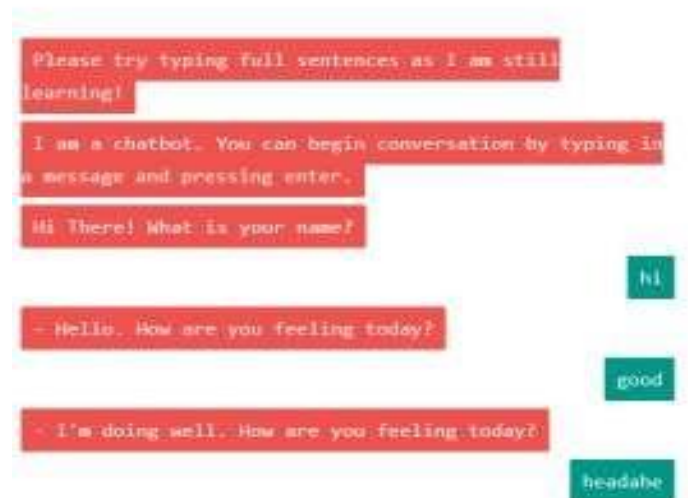 Please try typing full sentences as I am still
learning!
I am a chatbot. You can begin conversation by typing in
a message and pressing enter.
Hi There! What is your name?
hi
- Hello. How are you feeling today?
good
- I'm doing well. How are you feeling today?
headahe